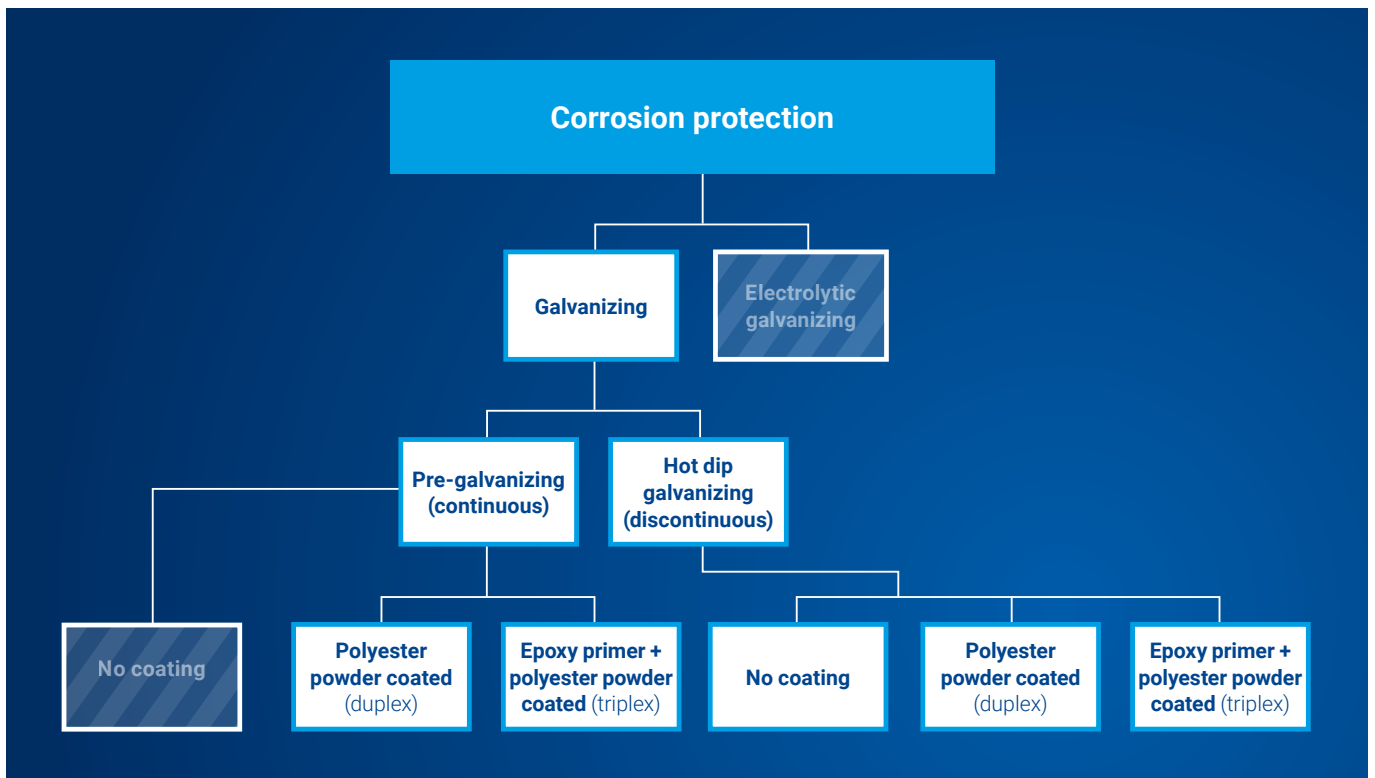 Corrosion protection
Galvanizing
Electrolytic
galvanizing
Pre-galvanizing
(continuous)
Hot dip
galvanizing
(discontinuous)
No coating
Polyester
powder coated
(duplex)
Epoxy primer +
polyester powder
coated (triplex)
No coating
Polyester
powder coated
(duplex)
Epoxy primer +
polyester powder
coated (triplex)